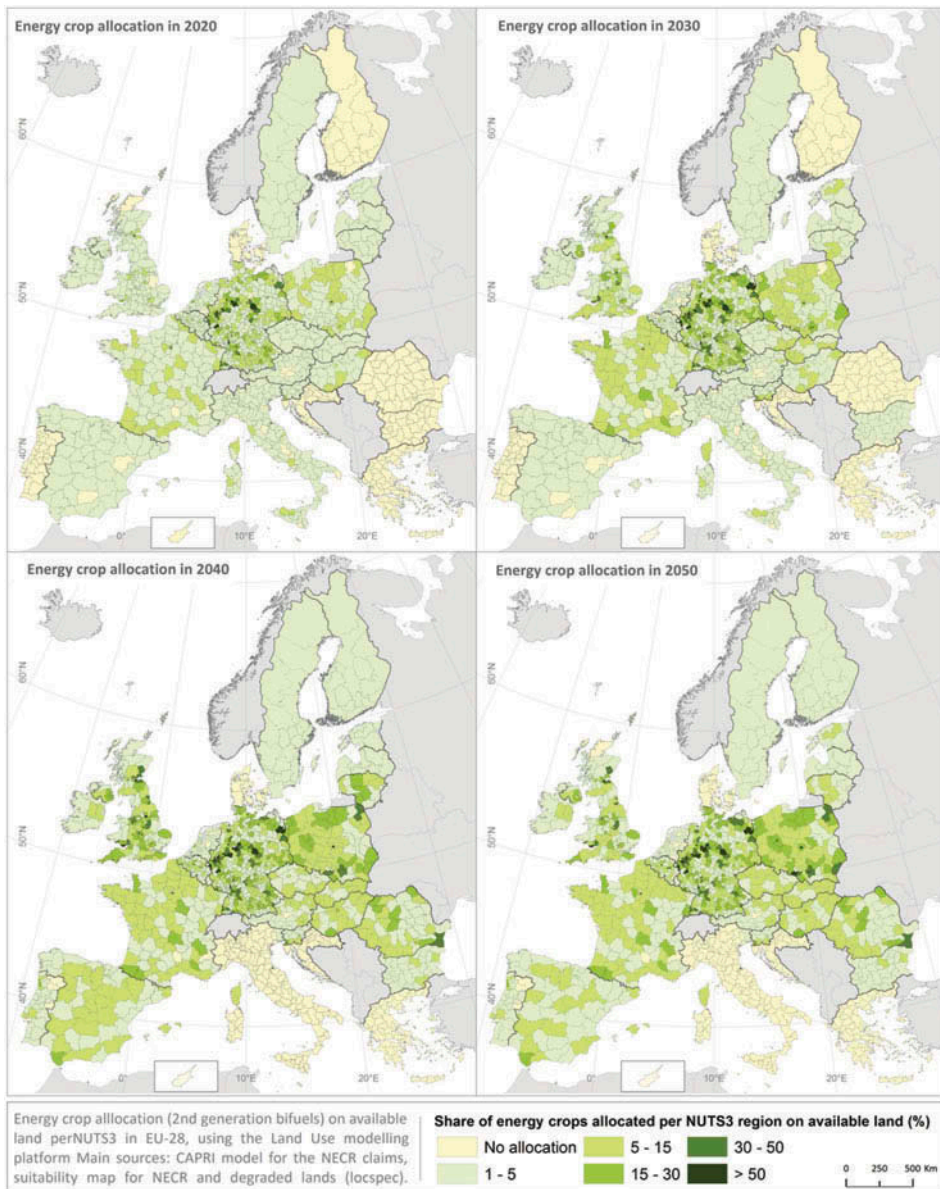 Energy crop allocation in 2020
Energy crop allocation in 2030
60°N
50°N
40°N
0°
10°E
20°E
60°N
50°N
40°N
0°
10°E
20°E
Energy crop allocation in 2040
Energy crop allocation in 2050
60°N
50°N
40°N
0°
10°E
20°E
60°N
50°N
40°N
0°
10°E
20°E
Energy crop alllocation (2nd generation bifuels) on available
land perNUTS3 in EU-28, using the Land Use modelling
platform Main sources: CAPRI model for the NECR claims,
suitability map for NECR and degraded lands (locspec).
Share of energy crops allocated per NUTS3 region on available land (%)
No allocation
5 - 15
30 - 50
1 - 5
15 - 30
> 50
0 250 500 Km